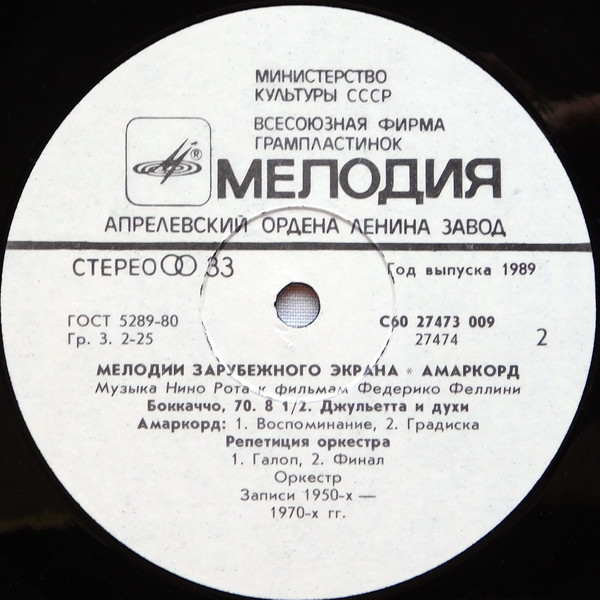 МИНИСТЕРСТВО
КУЛЬТУРЫ СССР
ВСЕСОЮЗНАЯ ФИРМА
ГРАМПЛАСТИНОК
® МЕЛОДИЯ
АПРЕЛЕВСКИЙ ОРДЕНА ЛЕНИНА ЗАВОД
СТЕРЕО 33
Год выпуска 1989
ГОСТ 5289-80
Гр. 3. 2-25
С60 27473 009
27474
2
МЕЛОДИИ ЗАРУБЕЖНОГО ЭКРАНА * АМАРКОРД
Музыка Нино Рота к фильмам Федерико Феллини
Боккаччо, 70. 8 1/2. Джульетта и духи
Амаркорд: 1. Воспоминание, 2. Градиска
Репетиция оркестра
1. Галоп, 2. Финал
Оркестр
Записи 1950-х —
1970-х гг.